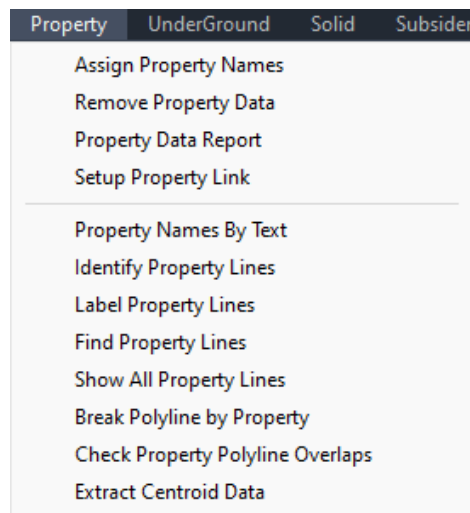 Property UnderGround Solid
Assign Property Names
Remove Property Data
Property Data Report
Setup Property Link
Property Names By Text
Identify Property Lines
Label Property Lines
Find Property Lines
Show All Property Lines
Break Polyline by Property
Check Property Polyline Overlaps
Extract Centroid Data